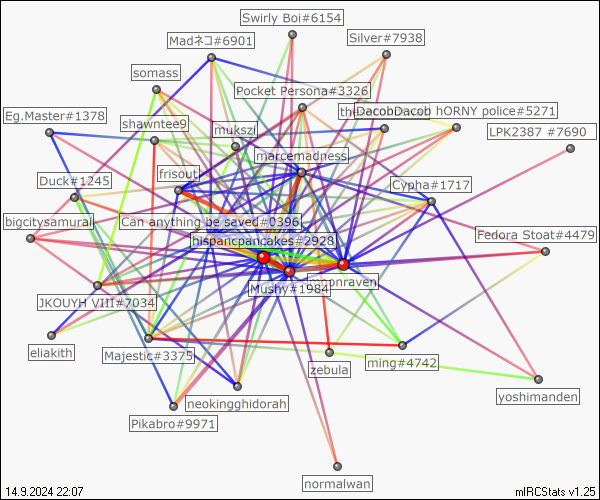 Swirly Boi#6154
Madネコ#6901
Silver#7938
somass
Pocket Persona#3326
DacobDacob hORNY police#5271
Eg.Master#1378
shawntee9
mukszi
LPK2387 #7690
marcemadness
frisout
Duck#1245
Cypha#1717
bigcitysamurai
Can anything be saved#0396
Fedora Stoat#4479
hispancpancakes#2928
Mushy#1984
JKOUYH VIII#7034
eliakith
Majestic#3375
zebula
ming#4742
yoshimanden
neokingghidorah
Pikabro#9971
normalwan
14.9.2024 22:07
mIRCStats v1.25